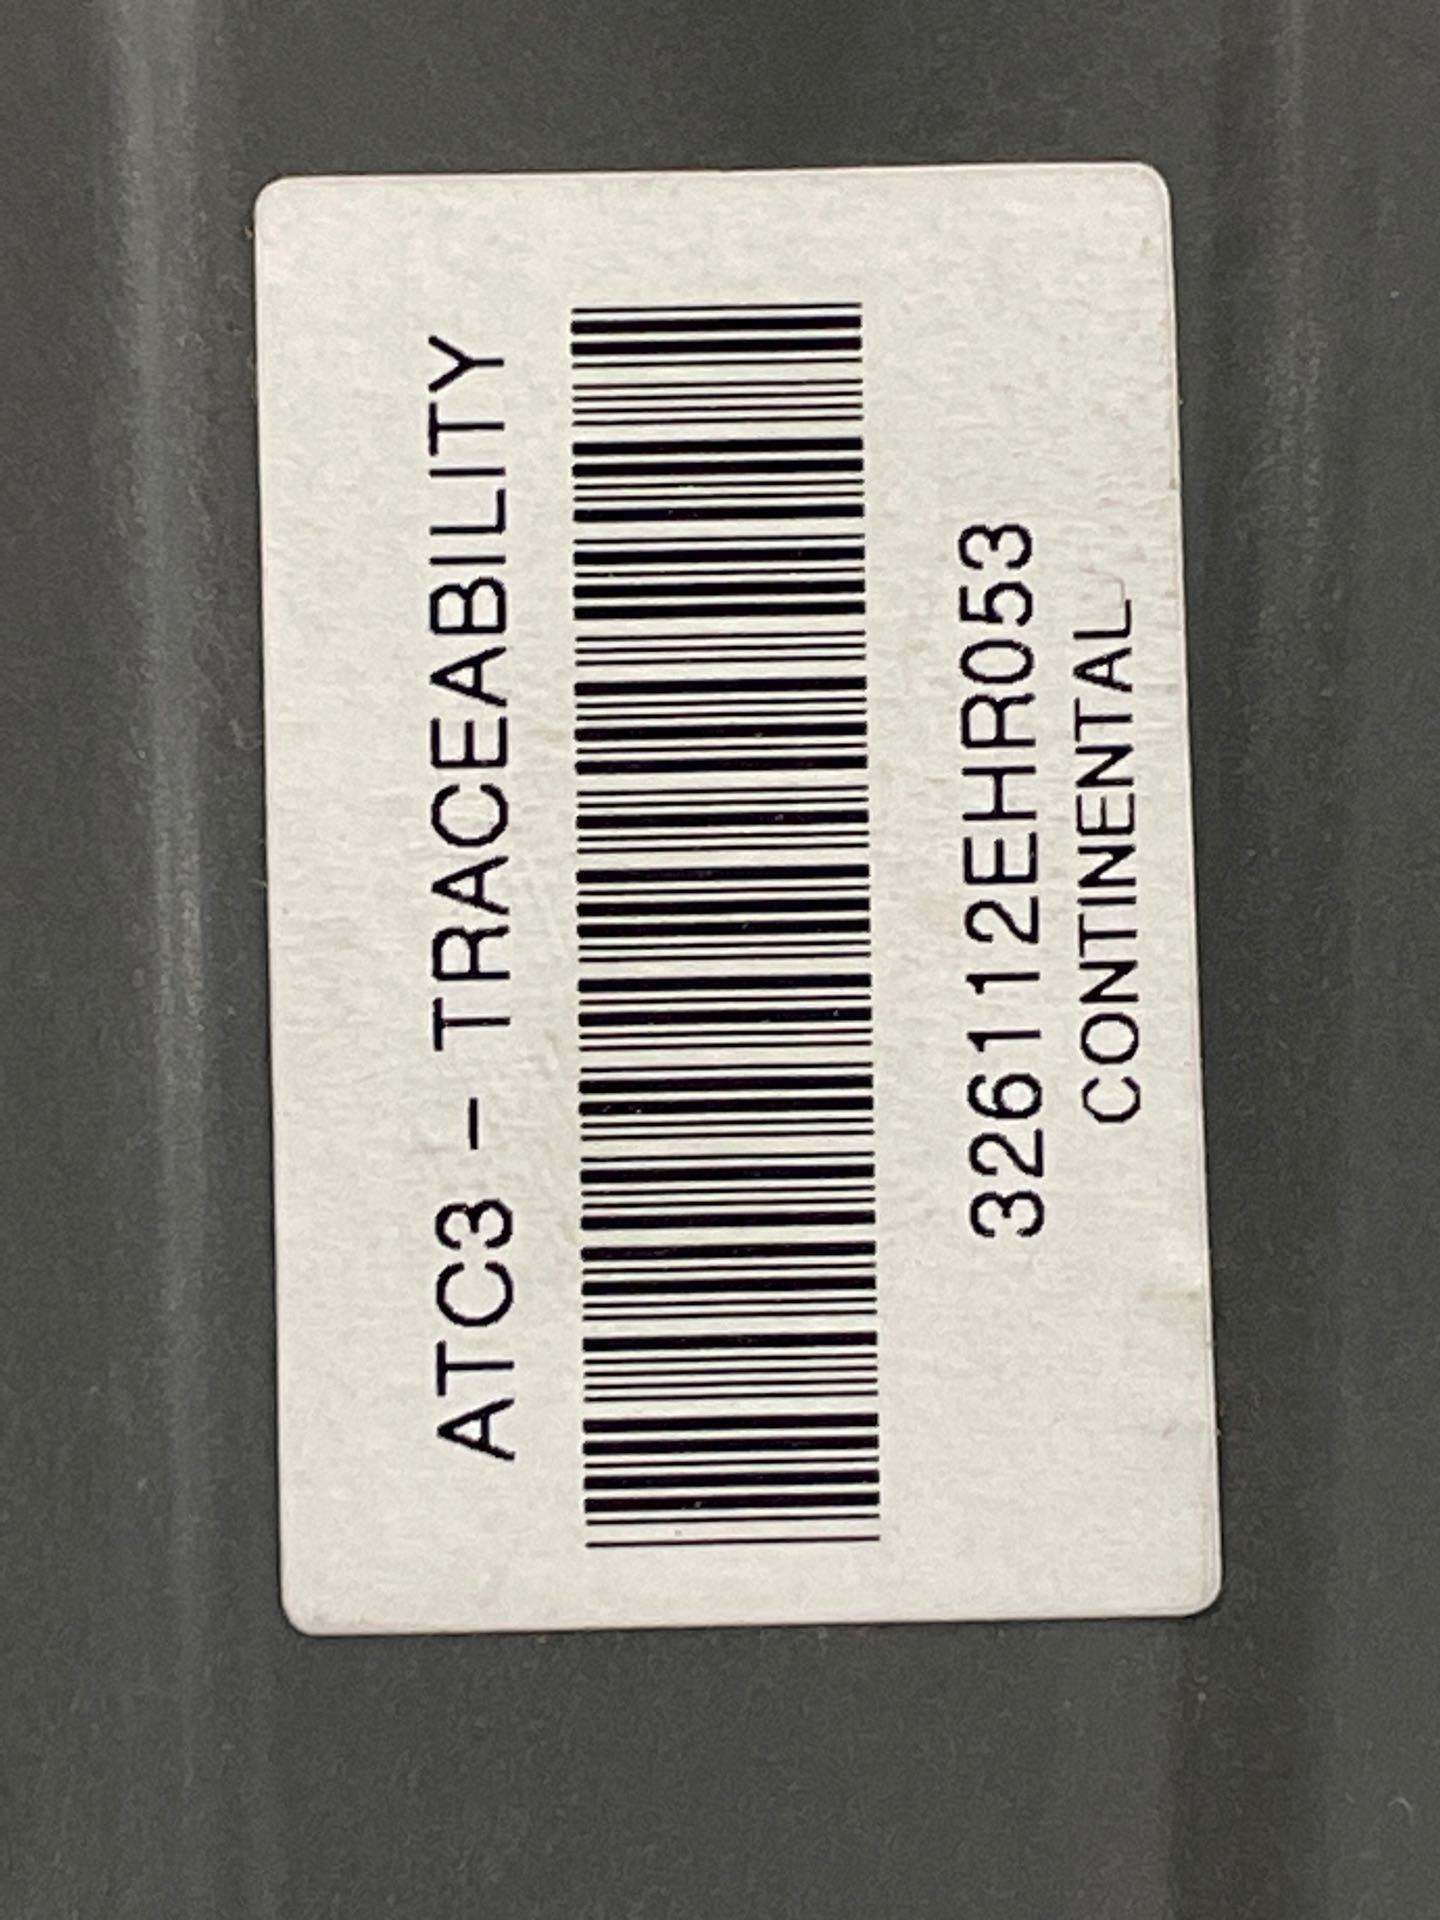 ATC3 - TRACEABILITY
326112EHR053
CONTINENTAL